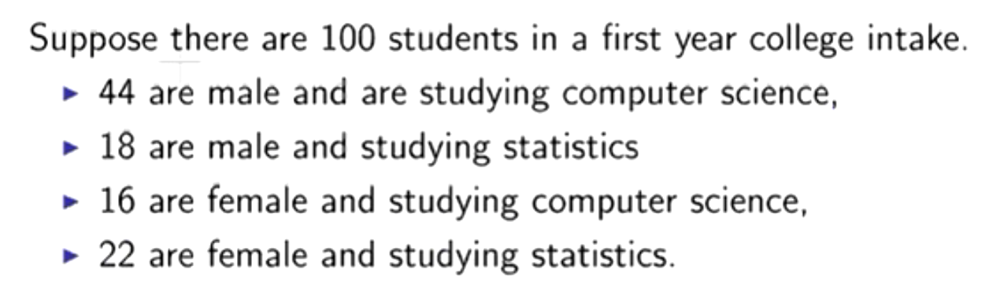 Suppose there are 100 students in a first year college intake.
▶ 44 are male and are studying computer science,
▶ 18 are male and studying statistics
▶ 16 are female and studying computer science,
▶ 22 are female and studying statistics.